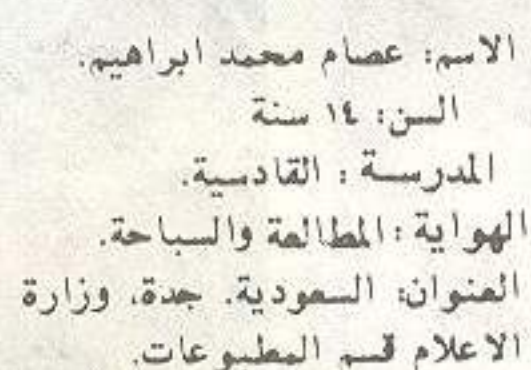 الاسم: عصام محمد ابراهيم.
السن: ١٤ سنة
المدرسة : القادسية.
الهواية : المطالعة والسباحة.
العنوان: السعودية. جدة. وزارة
الاعلام قسم المطبوعات.